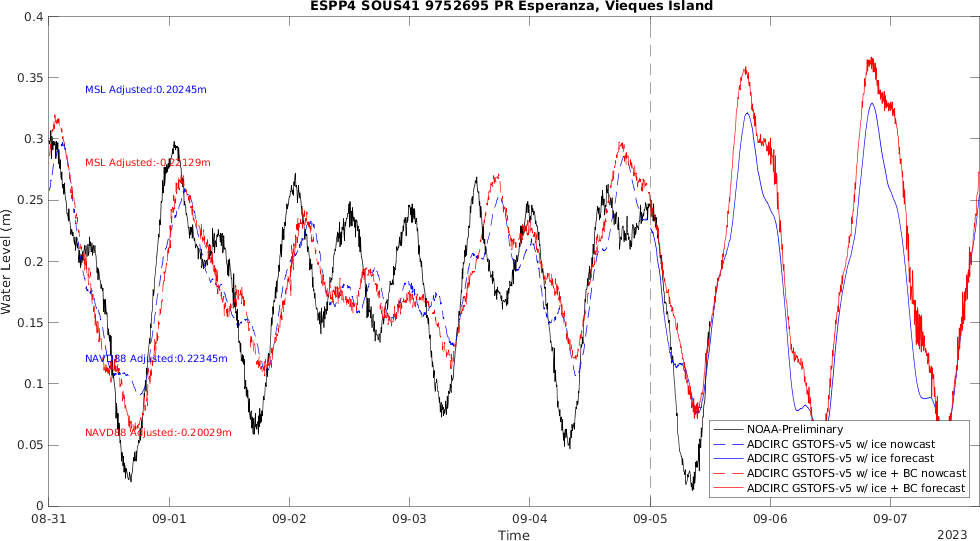 ESPP4 SOUS41 9752695 PR Esperanza, Vieques Island
Water Level (m)
0.4
0.35
0.3
0.25
0.2
0.15
0.1
0.05
0
MSL Adjusted:0.20245m
MSL Adjusted:-0.22129m
NAVD88 Adjusted:0.22345m
NAVD88 Adjusted:-0.20029m
NOAA-Preliminary
ADCIRC GSTOFS-v5 w/ ice nowcast
ADCIRC GSTOFS-v5 w/ ice forecast
ADCIRC GSTOFS-v5 w/ ice + BC nowcast
ADCIRC GSTOFS-v5 w/ ice + BC forecast
08-31 09-01 09-02 09-03 09-04 09-05 09-06 09-07
Time
2023